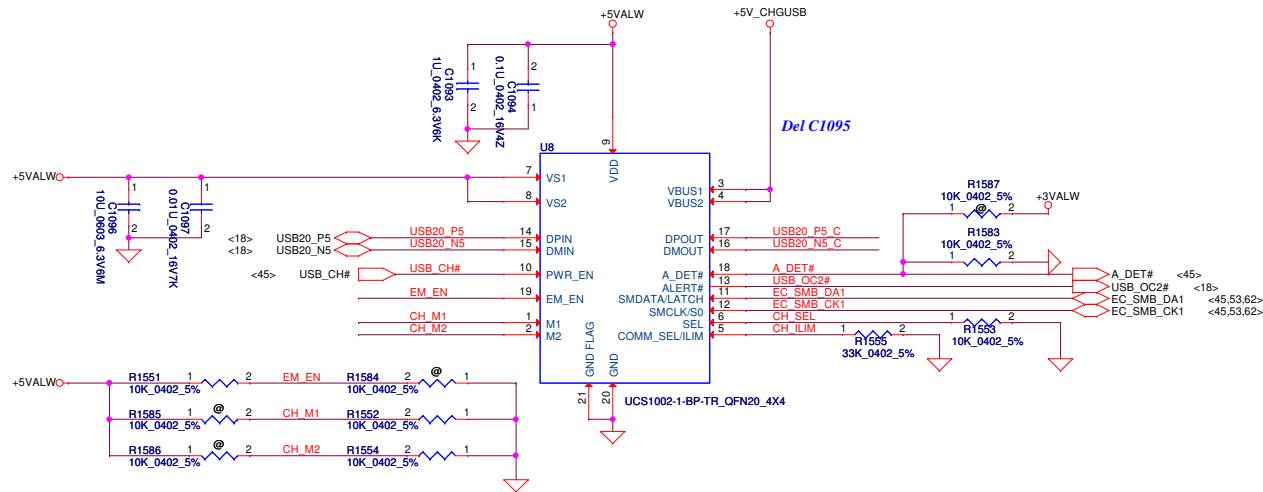 +5VALW
+5V_CHGUSB
1
2
C1093
1U_0402_6.3V6K
2
1
C1094
0.1U_0402_16V4Z
Del C1095
U8
9
VDD
+5VALW
1
2
C1096
10U_0603_6.3V6M
1
2
C1097
0.01U_0402_16V7K
7
VS1
8
VS2
VBUS1
3
VBUS2
4
R1587
10K_0402_5%
1
@
2
+3VALW
<18>
USB20_P5
USB20_P5
14
DPIN
<18>
USB20_N5
USB20_N5
15
DMIN
DPOUT
17
USB20_P5_C
DMOUT
16
USB20_N5_C
R1583
10K_0402_5%
1
2
<45>
USB_CH#
USB_CH#
10
PWR_EN
A_DET#
18
A_DET#
A_DET#
<45>
ALERT#
13
USB_OC2#
USB_OC2#
<18>
EM_EN
19
EM_EN
SMDATA/LATCH
11
EC_SMB_DA1
EC_SMB_DA1
<45,53,62>
SMCLK/S0
12
EC_SMB_CK1
EC_SMB_CK1
<45,53,62>
CH_M1
1
M1
SEL
6
CH_SEL
1
2
R1553
10K_0402_5%
CH_M2
2
M2
COMM_SEL/ILIM
5
CH_ILIM
1
2
R1555
33K_0402_5%
GND FLAG
GND
21
20
UCS1002-1-BP-TR_QFN20_4X4
+5VALW
R1551
10K_0402_5%
1
2
EM_EN
R1584
10K_0402_5%
2
@
1
R1585
10K_0402_5%
1
@
2
CH_M1
R1552
10K_0402_5%
2
1
R1586
10K_0402_5%
1
@
2
CH_M2
R1554
10K_0402_5%
2
1